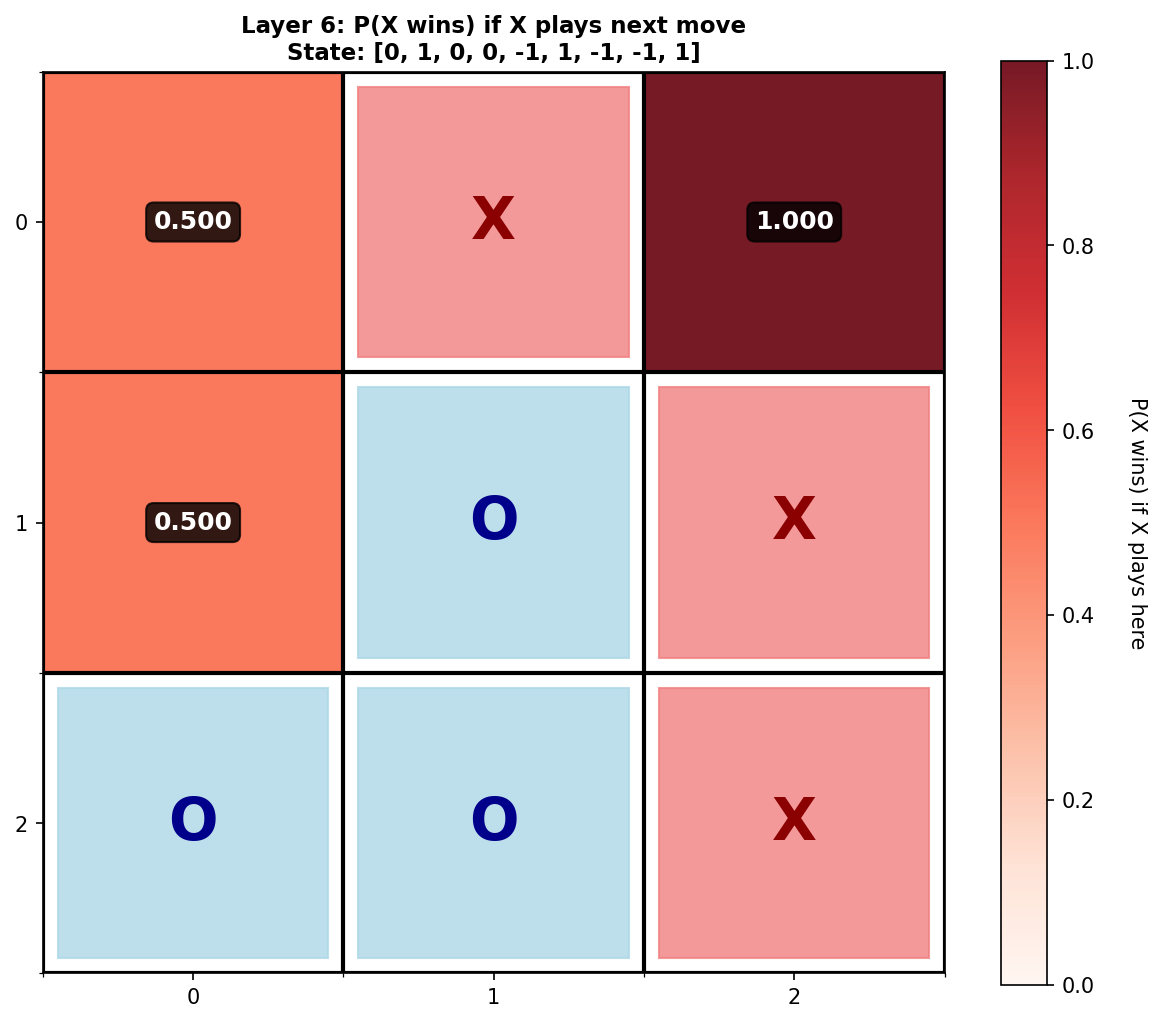 Layer 6: P(X wins) if X plays next move
State: [0, 1, 0, 0, -1, 1, -1, -1, 1]
0.500 X 1.000
0.500 O X
O O X
0
1
2
0 1 2
1.0
0.8
0.6
0.4
0.2
0.0
P(X wins) if X plays here